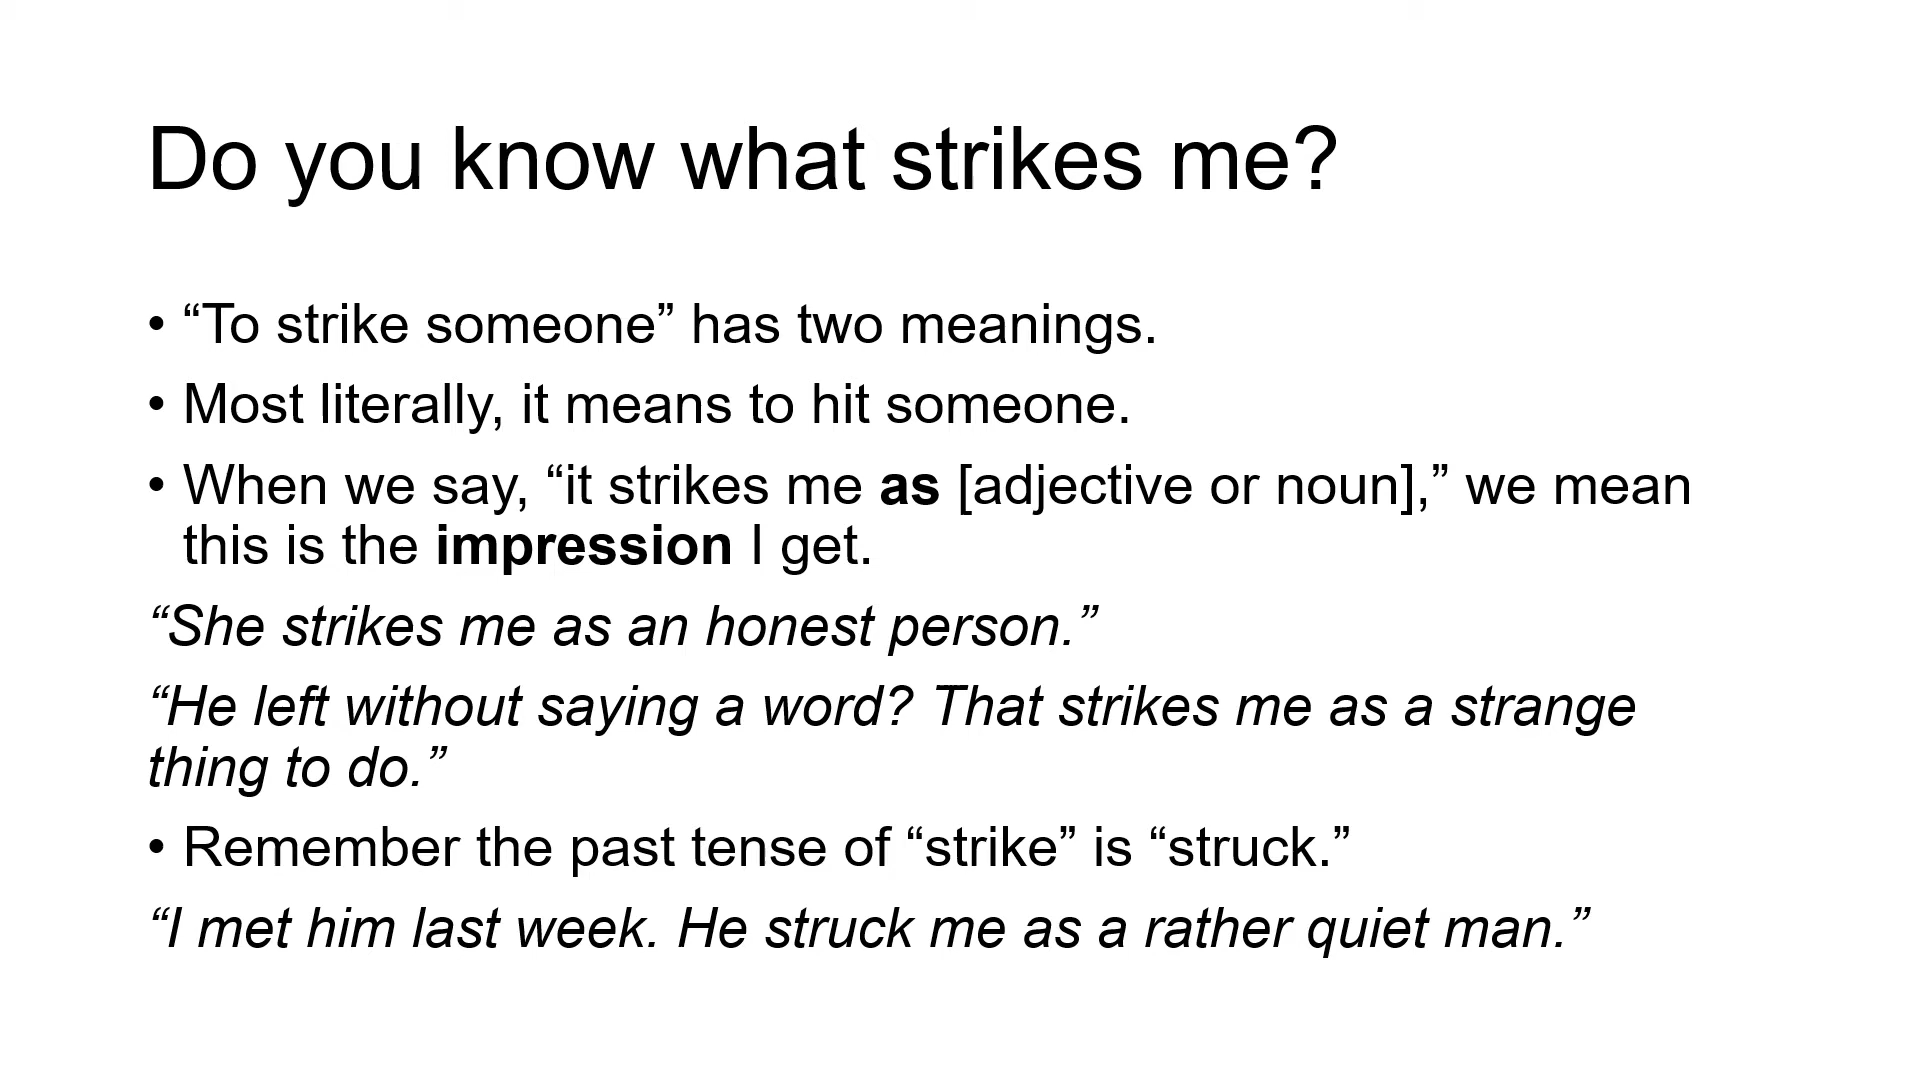 Do you know what strikes me?
• “To strike someone” has two meanings.
• Most literally, it means to hit someone.
• When we say, “it strikes me as [adjective or noun],” we mean
this is the impression I get.
“She strikes me as an honest person.”
“He left without saying a word? That strikes me as a strange
thing to do.”
• Remember the past tense of “strike” is “struck.”
“I met him last week. He struck me as a rather quiet man.”